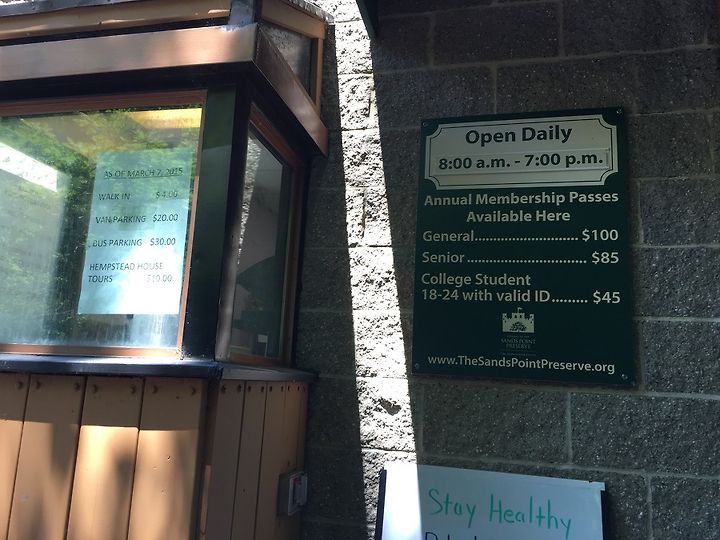 AS OF MARCH 7, 2015
WALK IN $ 4.00
VAN PARKING $20.00
BUS PARKING $30.00
HEMPSTEAD HOUSE
TOURS $10.00
Open Daily
8:00 a.m. - 7:00 p.m.
Annual Membership Passes
Available Here
General............................ $100
Senior................................ $85
College Student
18-24 with valid ID......... $45
SANDS POINT
PRESERVE
www.TheSandsPointPreserve.org
Stay Healthy